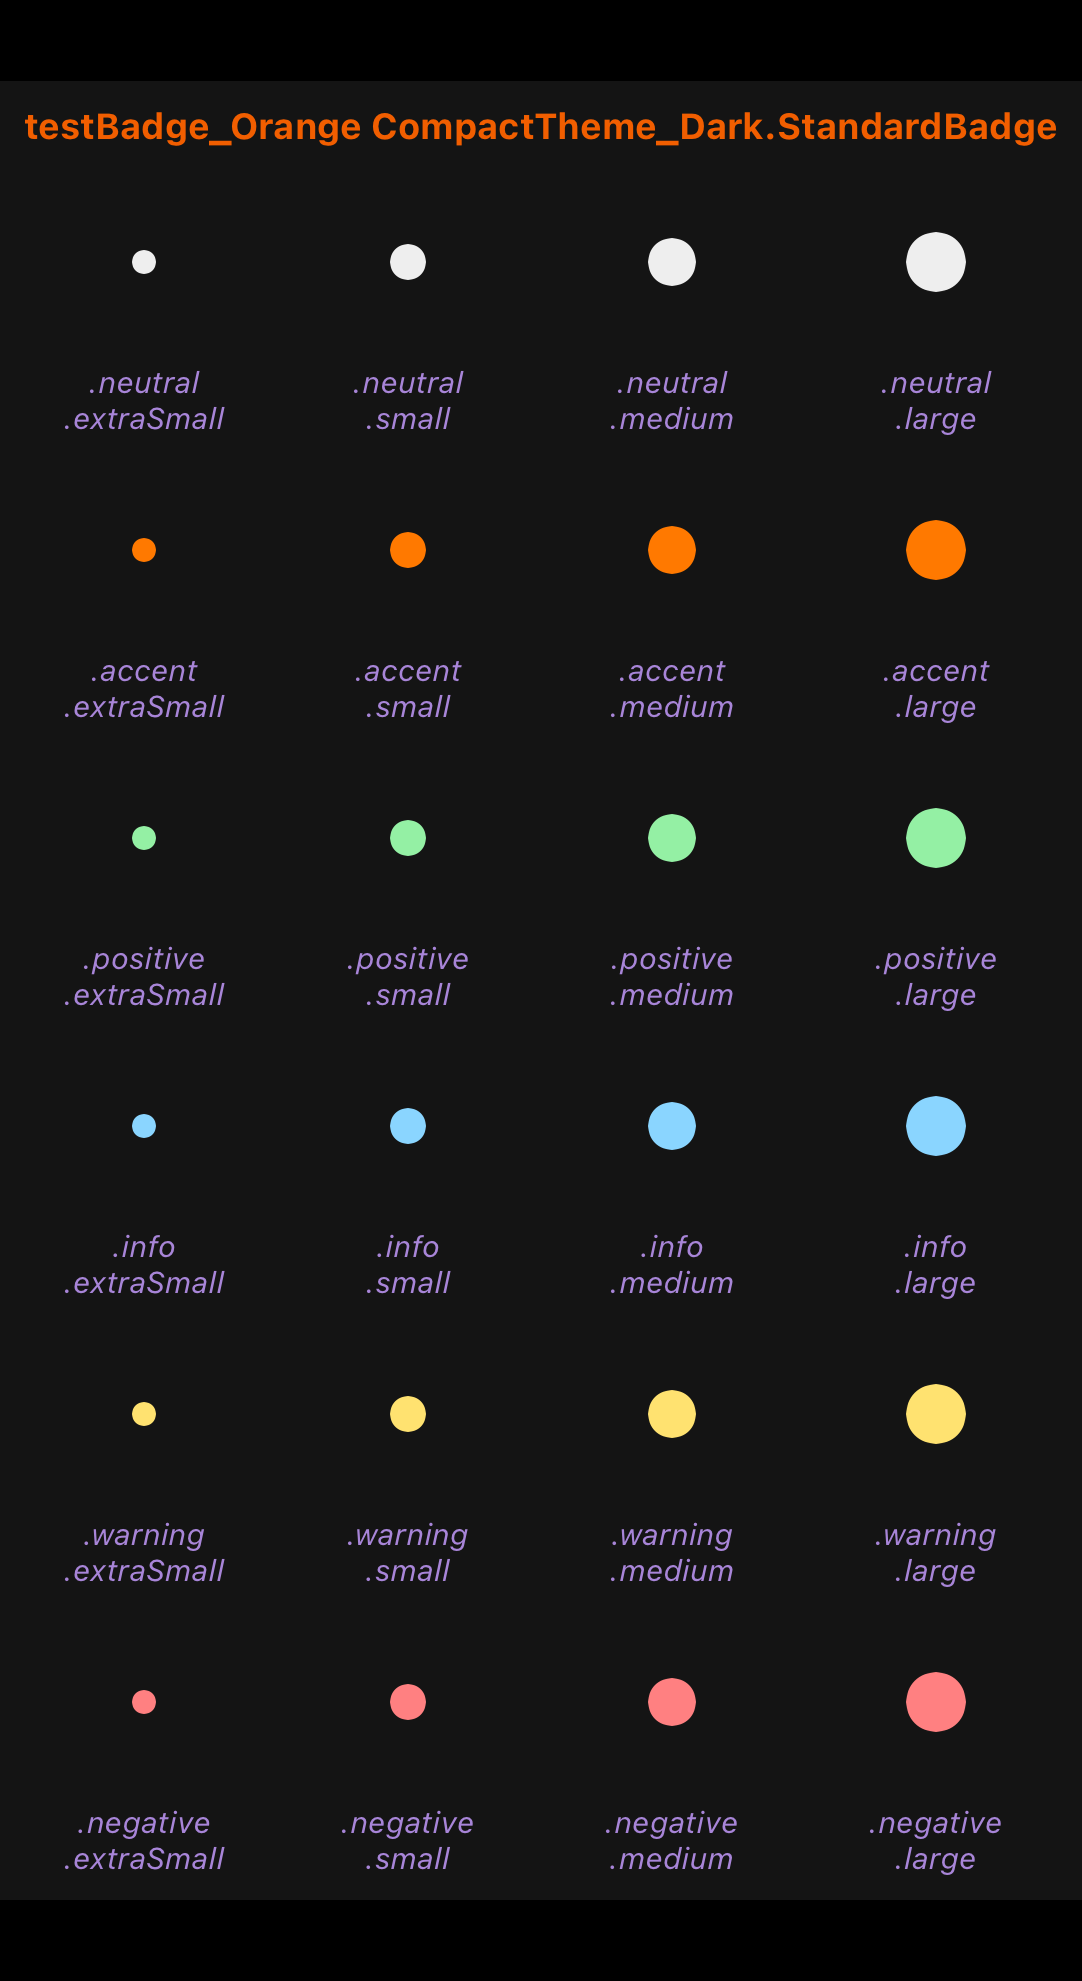 testBadge_Orange CompactTheme_Dark.StandardBadge
.neutral .neutral .neutral .neutral
.extraSmall .small .medium .large
.accent .accent .accent .accent
.extraSmall .small .medium .large
.positive .positive .positive .positive
.extraSmall .small .medium .large
.info .info .info .info
.extraSmall .small .medium .large
.warning .warning .warning .warning
.extraSmall .small .medium .large
.negative .negative .negative .negative
.extraSmall .small .medium .large